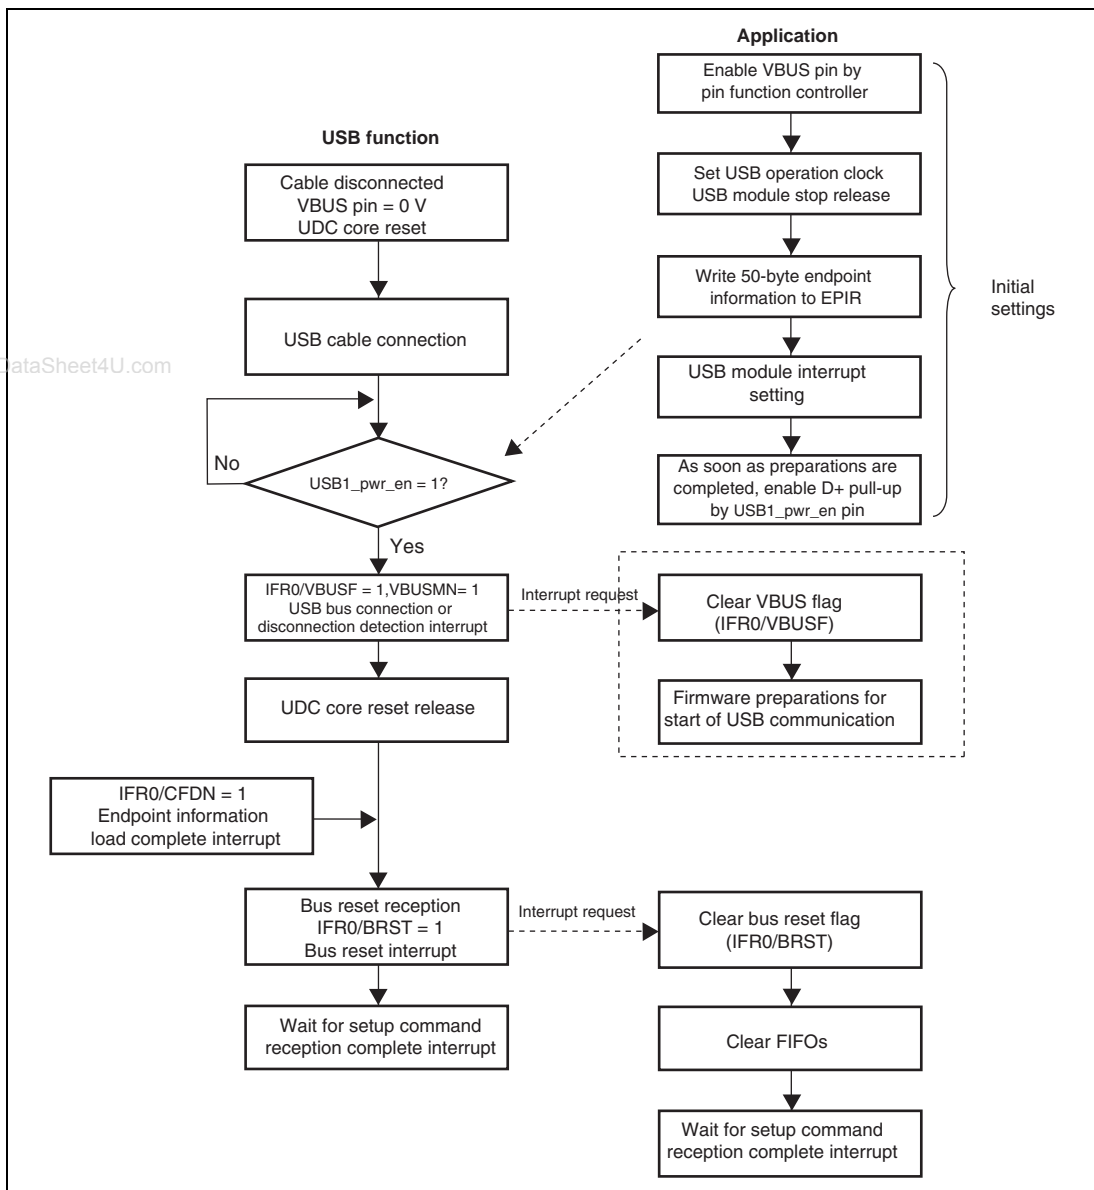 Application
Enable VBUS pin by
pin function controller
Set USB operation clock
USB module stop release
Write 50-byte endpoint
information to EPIR
USB module interrupt
setting
As soon as preparations are
completed, enable D+ pull-up
by USB1_pwr_en pin
Initial
settings
USB function
Cable disconnected
VBUS pin = 0 V
UDC core reset
USB cable connection
DataSheet4U.com
No
USB1_pwr_en = 1?
Yes
IFR0/VBUSF = 1,VBUSMN= 1
USB bus connection or
disconnection detection interrupt
Interrupt request
Clear VBUS flag
(IFR0/VBUSF)
Firmware preparations for
start of USB communication
UDC core reset release
IFR0/CFDN = 1
Endpoint information
load complete interrupt
Bus reset reception
IFR0/BRST = 1
Bus reset interrupt
Interrupt request
Clear bus reset flag
(IFR0/BRST)
Wait for setup command
reception complete interrupt
Clear FIFOs
Wait for setup command
reception complete interrupt